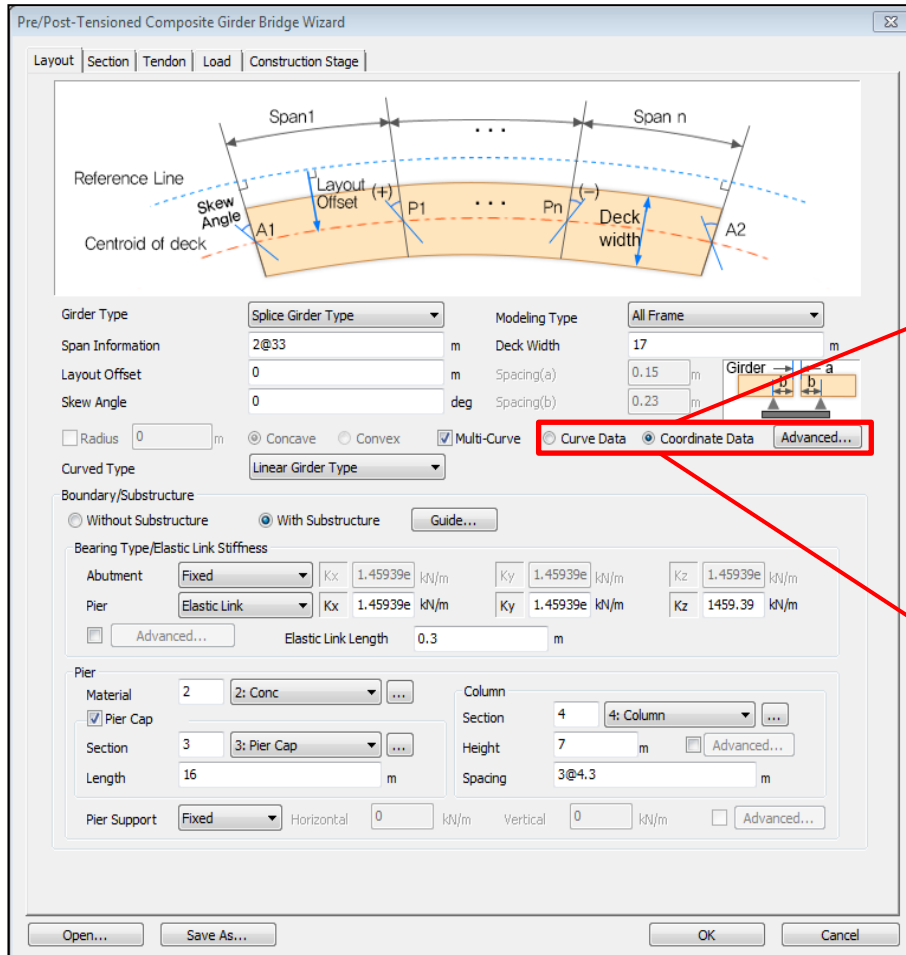 Pre/Post-Tensioned Composite Girder Bridge Wizard
Layout Section Tendon Load Construction Stage
Span1 ... Span n
Reference Line
Skew Angle
Layout Offset
(+) P1 ... Pn (-)
Deck width
A1 A2
Centroid of deck
Girder Type Splice Girder Type Modeling Type All Frame
Span Information 2@33 m Deck Width 17 m
Layout Offset 0 m Spacing(a) 0.15 m Girder a
b b
Skew Angle 0 deg Spacing(b) 0.23 m
Radius 0 m Concave Convex Multi-Curve Curve Data Coordinate Data Advanced...
Curved Type Linear Girder Type
Boundary/Substructure
Without Substructure With Substructure Guide...
Bearing Type/Elastic Link Stiffness
Abutment Fixed Kx 1.45939e kN/m Ky 1.45939e kN/m Kz 1.45939e kN/m
Pier Elastic Link Kx 1.45939e kN/m Ky 1.45939e kN/m Kz 1459.39 kN/m
Advanced... Elastic Link Length 0.3 m
Pier
Material 2 2: Conc ...
Pier Cap
Section 3 3: Pier Cap ...
Length 16 m
Column
Section 4 4: Column ...
Height 7 m Advanced...
Spacing 3@4.3 m
Pier Support Fixed Horizontal 0 kN/m Vertical 0 kN/m Advanced...
Open... Save As... OK Cancel